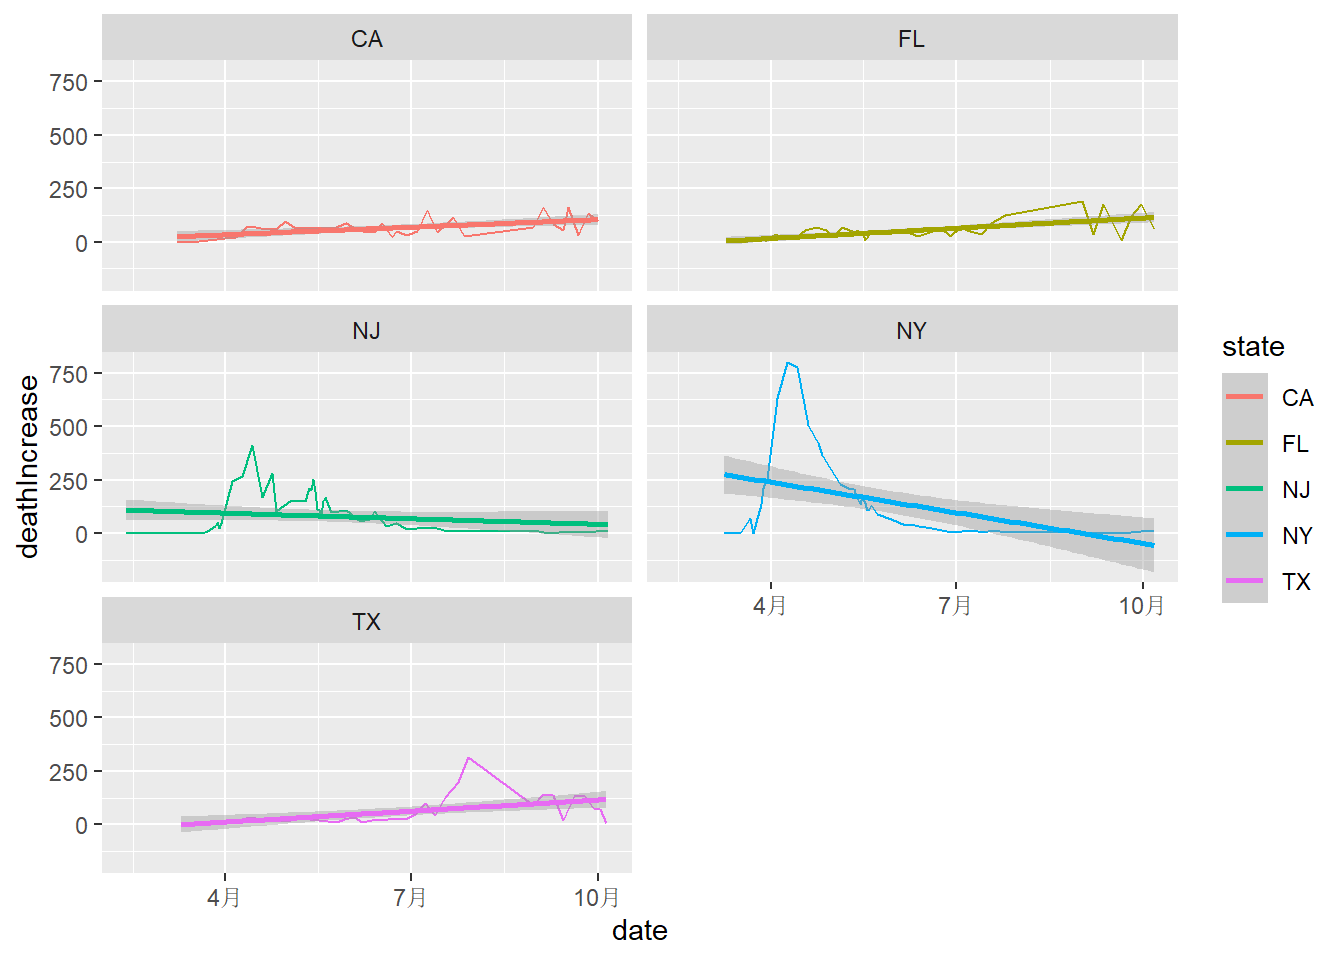 CA
FL
750
500
250
0
NJ
NY
750
500
250
0
4月
7月
10月
TX
750
500
250
0
4月
7月
10月
date
deathIncrease
state
CA
FL
NJ
NY
TX